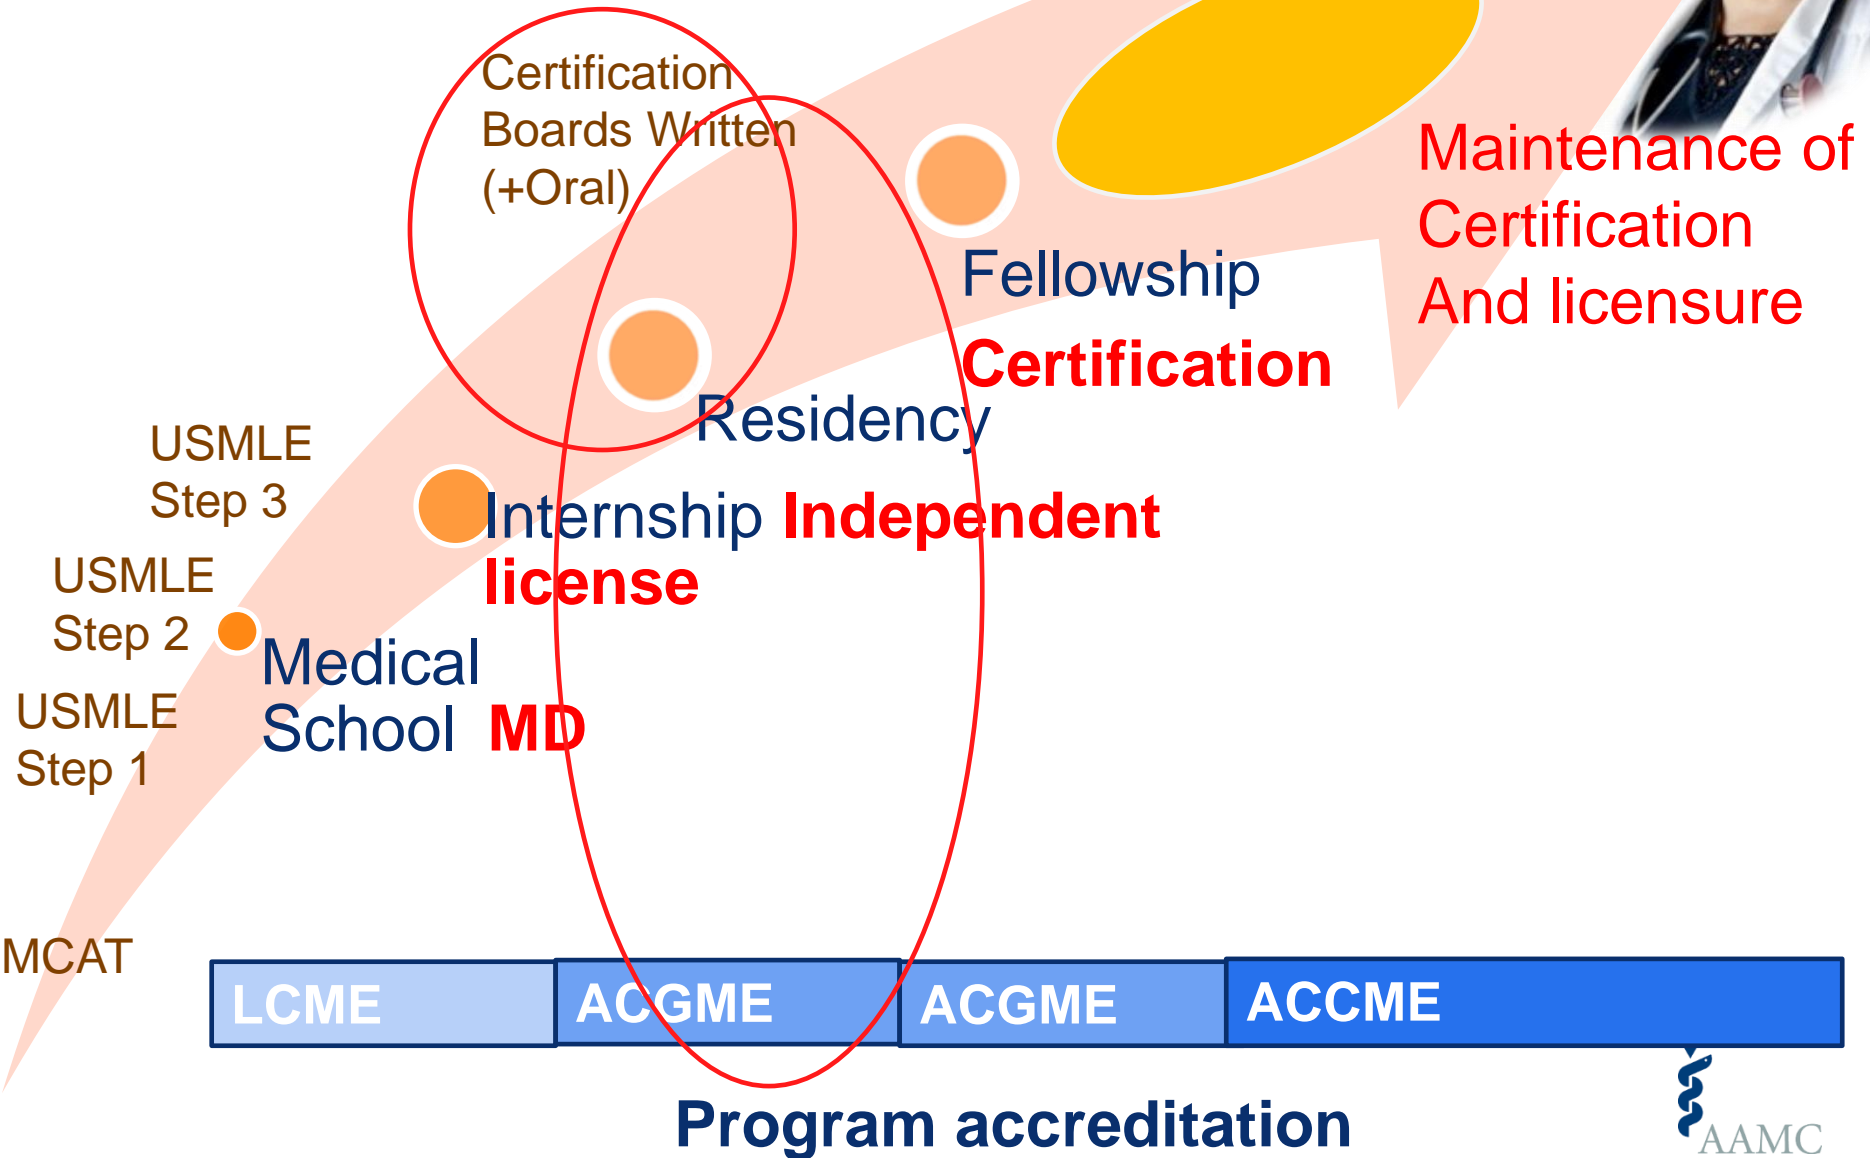 Certification
Boards Written
(+Oral)
Maintenance of
Certification
And licensure
Fellowship
Certification
Residency
USMLE
Step 3
Internship Independent
license
USMLE
Step 2
Medical
School MD
USMLE
Step 1
MCAT
LCME
ACGME
ACGME
ACCME
Program accreditation
AAMC